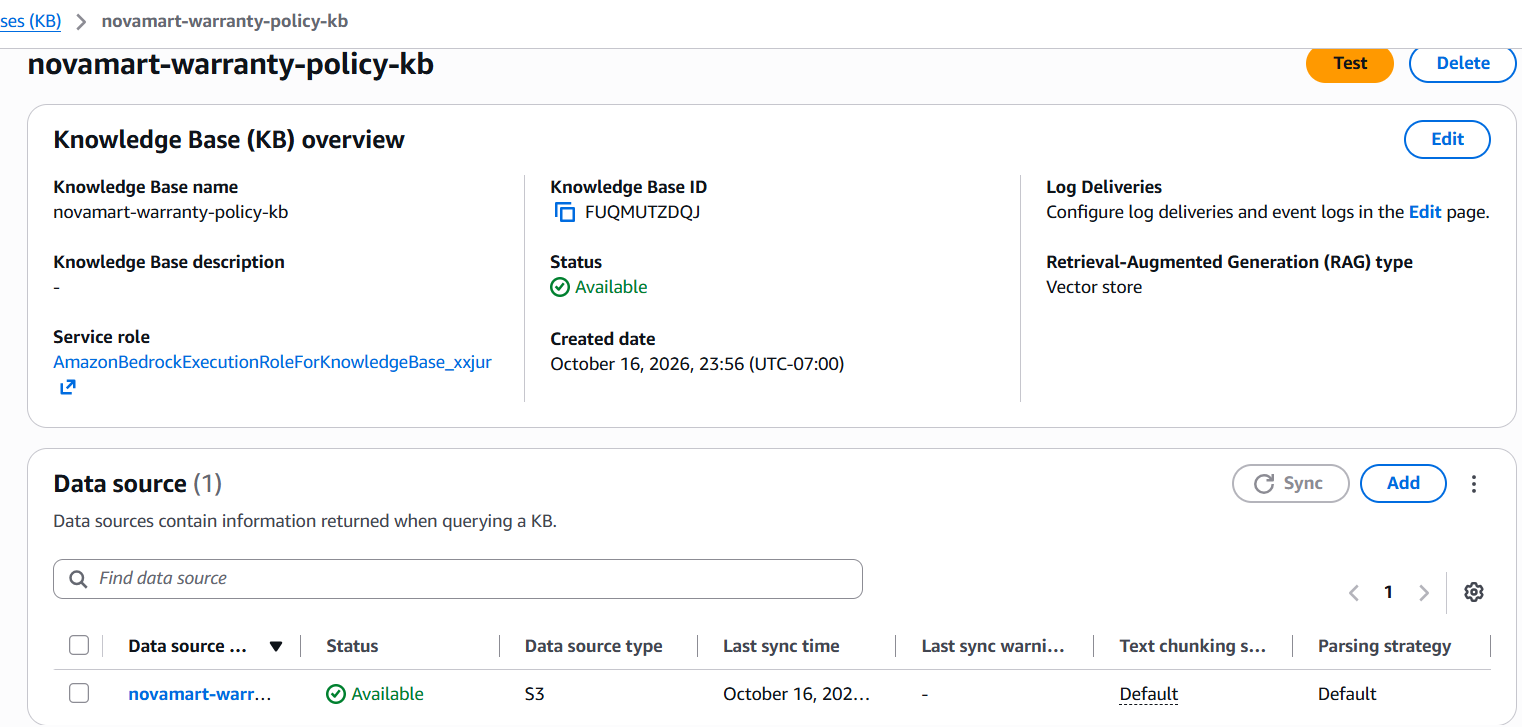 ses (KB) > novamart-warranty-policy-kb
novamart-warranty-policy-kb
Test
Delete
Knowledge Base (KB) overview
Edit
Knowledge Base name
novamart-warranty-policy-kb
Knowledge Base description
-
Service role
AmazonBedrockExecutionRoleForKnowledgeBase_xxjur
Knowledge Base ID
FUQMUTZDQJ
Status
Available
Created date
October 16, 2026, 23:56 (UTC-07:00)
Log Deliveries
Configure log deliveries and event logs in the Edit page.
Retrieval-Augmented Generation (RAG) type
Vector store
Data source (1)
Sync
Add
Data sources contain information returned when querying a KB.
Find data source
1
Data source ... Status Data source type Last sync time Last sync warni... Text chunking s... Parsing strategy
novamart-warr... Available S3 October 16, 202... - Default Default